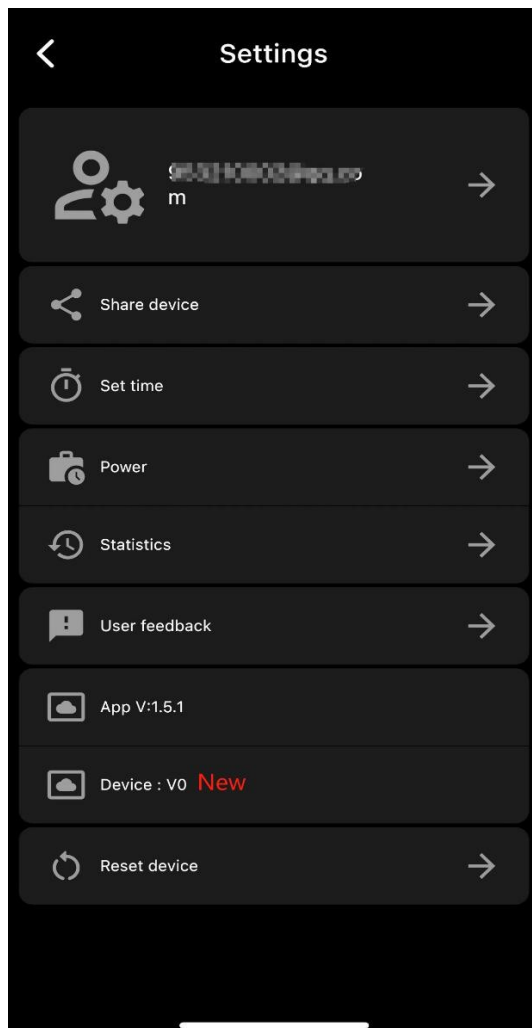 Settings
m
Share device
Set time
Power
Statistics
User feedback
App V:1.5.1
Device : V0 New
Reset device